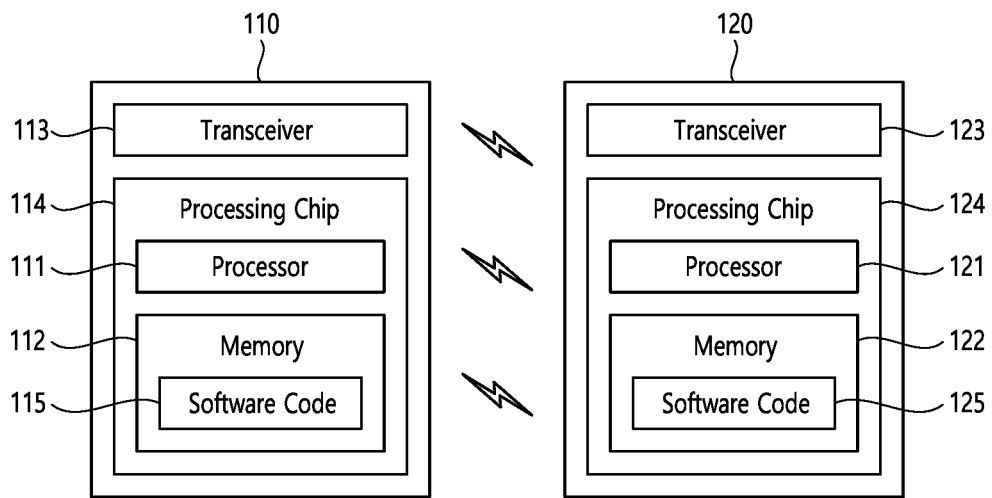 110 120
113 Transceiver Transceiver 123
114 Processing Chip Processing Chip 124
111 Processor Processor 121
112 Memory Memory 122
115 Software Code Software Code 125